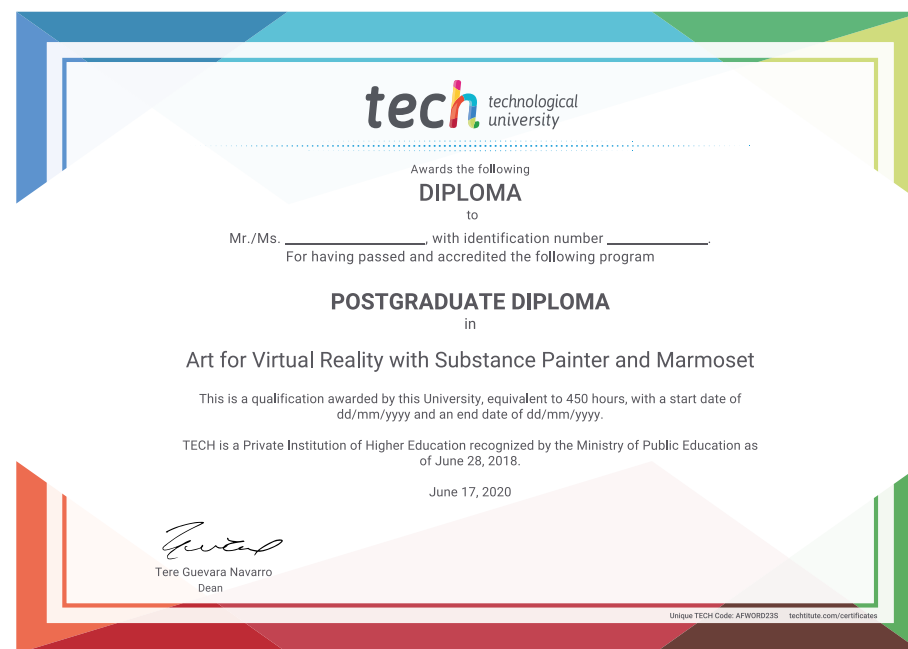 tech technological
university
Awards the following
DIPLOMA
to
Mr./Ms. ____________________, with identification number ______________.
For having passed and accredited the following program
POSTGRADUATE DIPLOMA
in
Art for Virtual Reality with Substance Painter and Marmoset
This is a qualification awarded by this University, equivalent to 450 hours, with a start date of
dd/mm/yyyy and an end date of dd/mm/yyyy.
TECH is a Private Institution of Higher Education recognized by the Ministry of Public Education as
of June 28, 2018.
June 17, 2020
Tere Guevara Navarro
Dean
Unique TECH Code: AFWORD23S techtitute.com/certificates